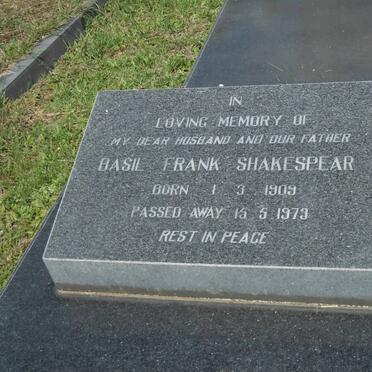 IN
LOVING MEMORY OF
MY DEAR HUSBAND AND OUR FATHER
BASIL FRANK SHAKESPEAR
BORN 1 3 1909
PASSED AWAY 15 5 1973
REST IN PEACE